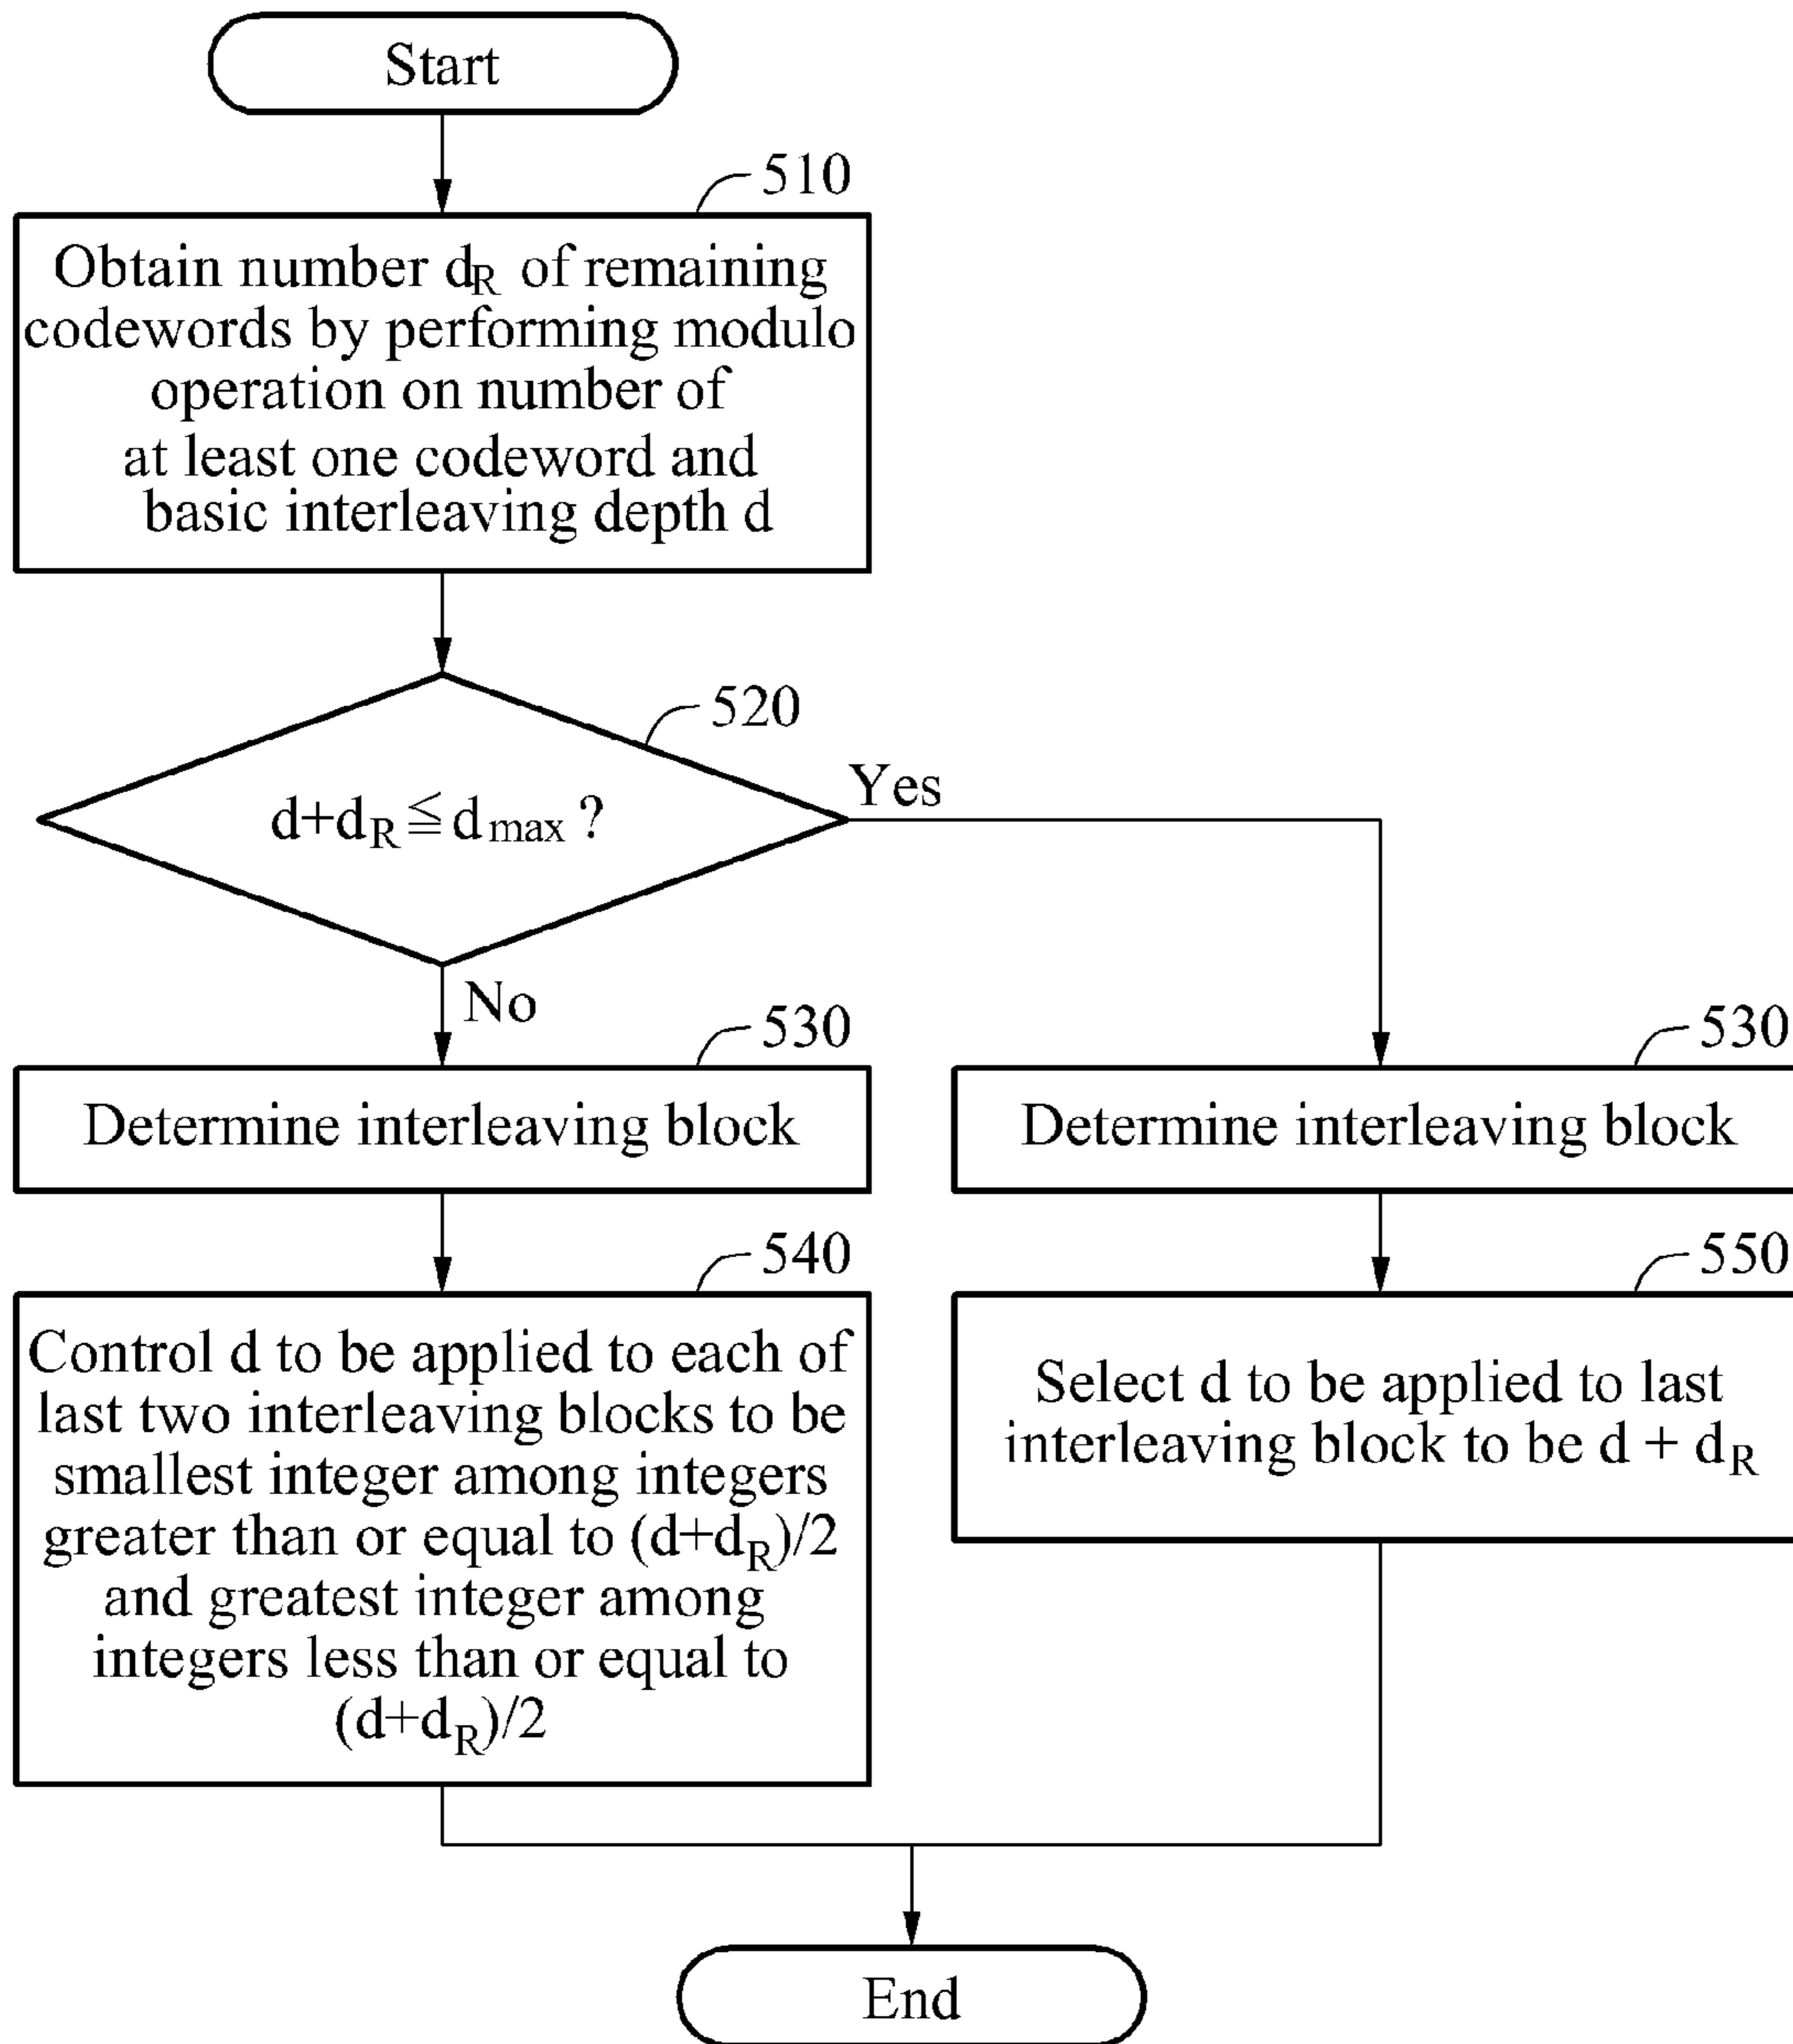 Start
510
Obtain number dR of remaining
codewords by performing modulo
operation on number of
at least one codeword and
basic interleaving depth d
520
d+dR≦dmax?
Yes
No
530
Determine interleaving block
530
Determine interleaving block
540
Control d to be applied to each of
last two interleaving blocks to be
smallest integer among integers
greater than or equal to (d+dR)/2
and greatest integer among
integers less than or equal to
(d+dR)/2
550
Select d to be applied to last
interleaving block to be d + dR
End